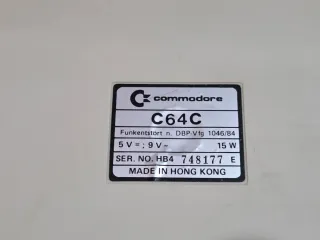 commodore
C64C
Funkentstört n. DBP-Vfg 1046/84
5 V ⎓ ; 9 V ~ 15 W
SER. NO. HB4 748177 E
MADE IN HONG KONG